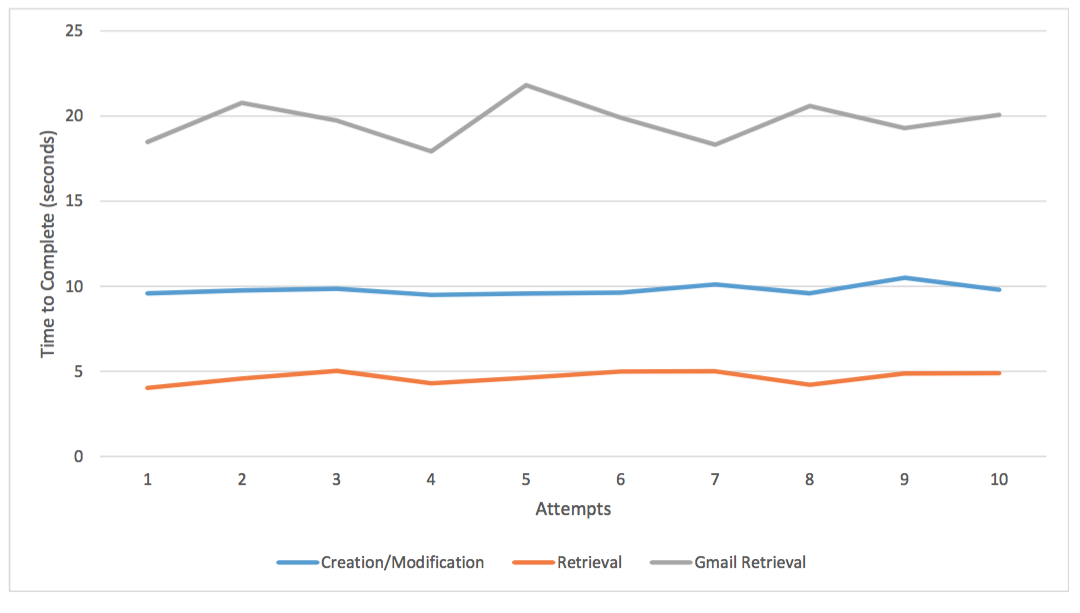 25
20
15
10
5
0
Time to Complete (seconds)
1 2 3 4 5 6 7 8 9 10
Attempts
Creation/Modification Retrieval Gmail Retrieval